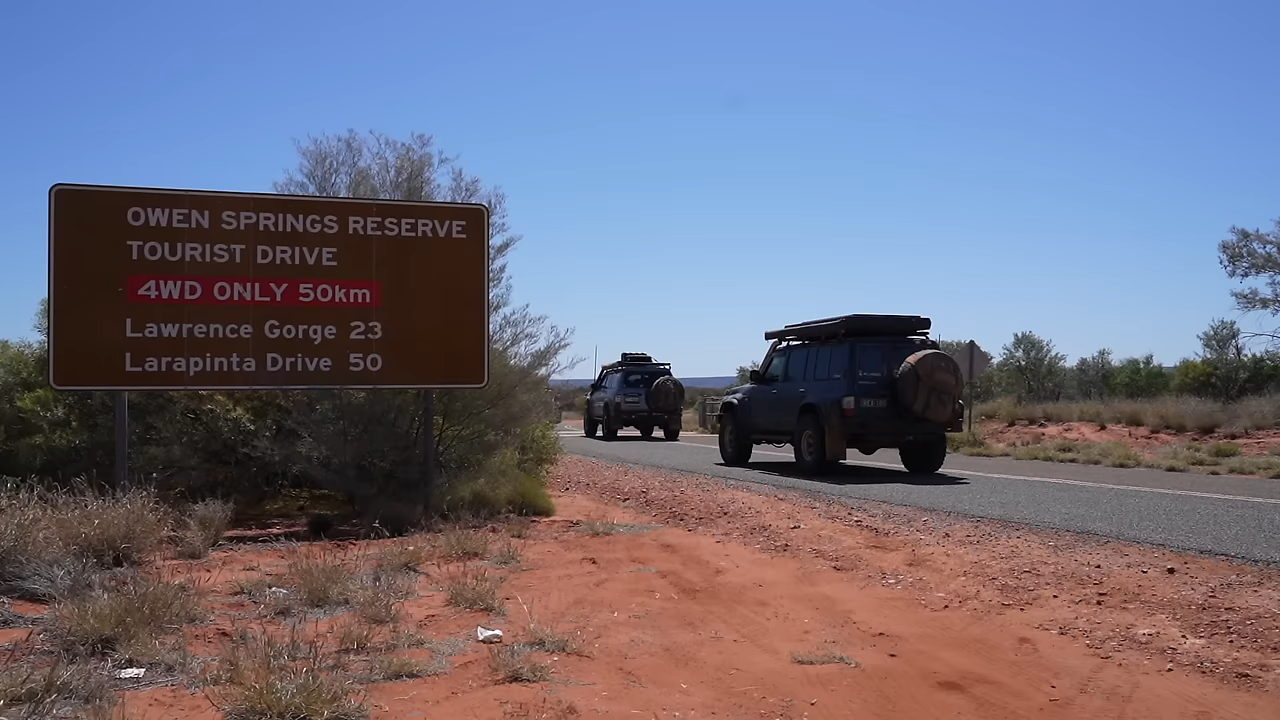 OWEN SPRINGS RESERVE
TOURIST DRIVE
4WD ONLY 50km
Lawrence Gorge 23
Larapinta Drive 50